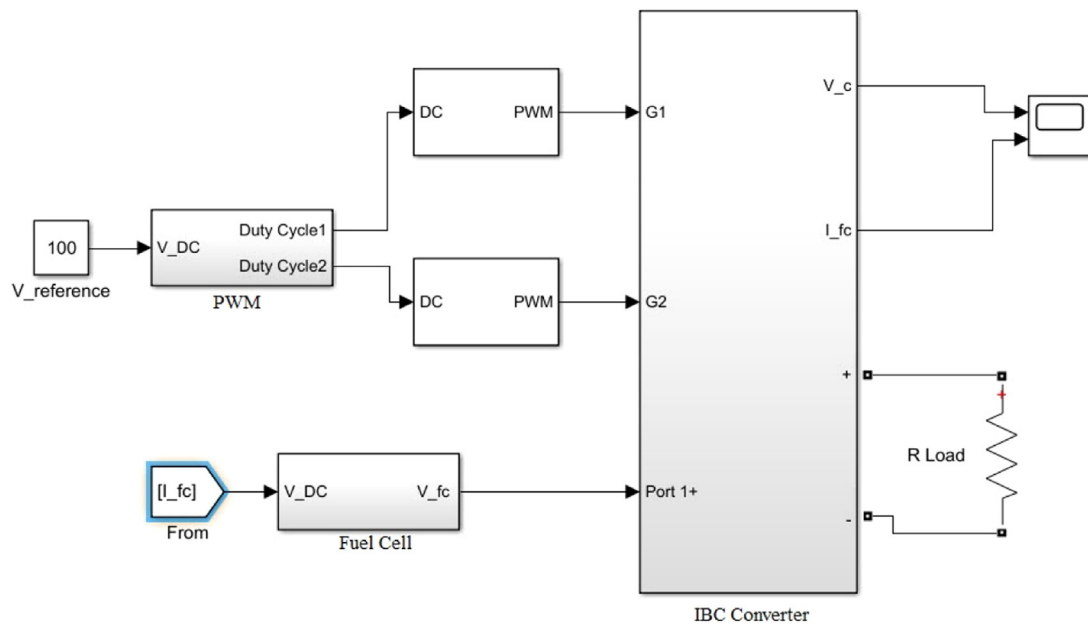 DC
PWM
G1
V_c
100
V_reference
V_DC
Duty Cycle1
Duty Cycle2
PWM
I_fc
DC
PWM
G2
+
+
R Load
-
[I_fc]
From
V_DC
V_fc
Fuel Cell
Port 1+
IBC Converter